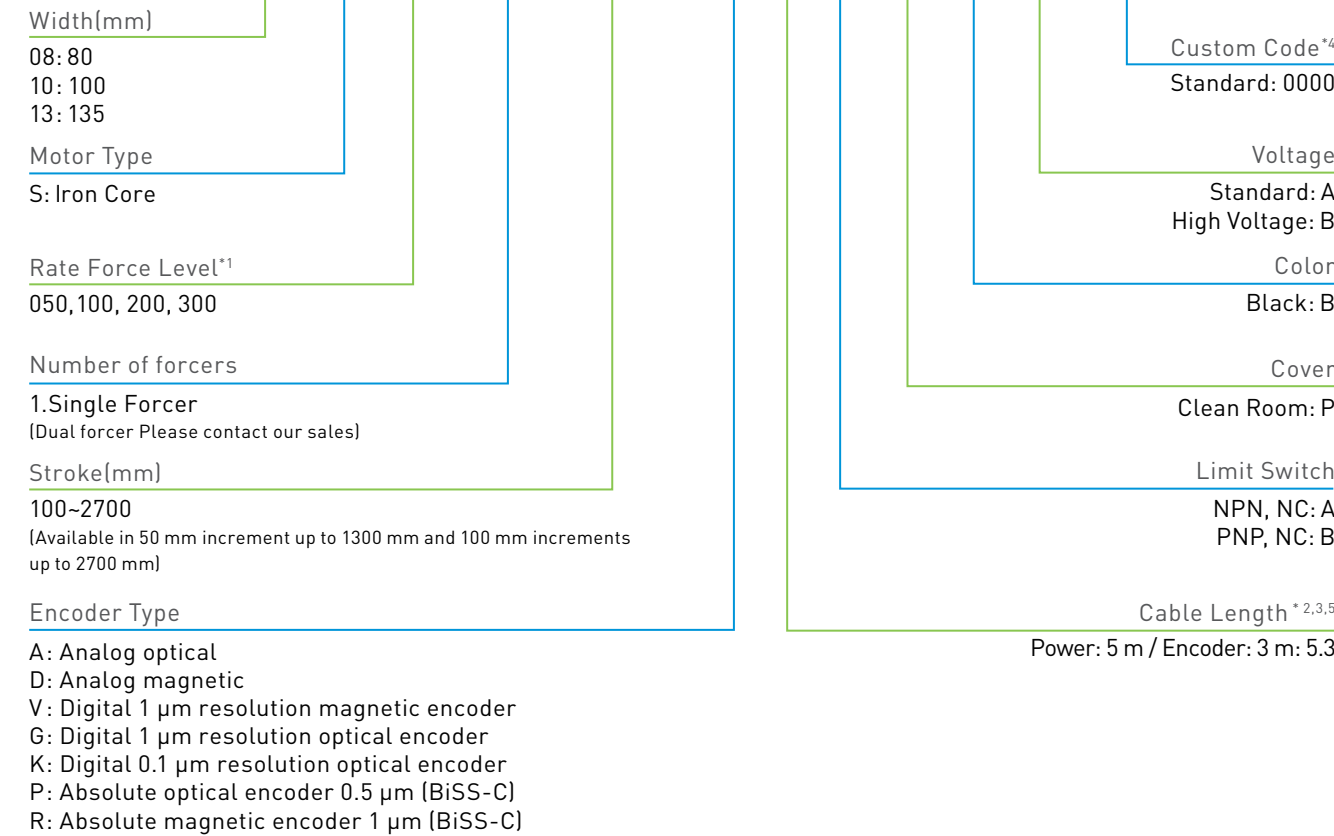 Width(mm)
08: 80
10: 100
13: 135
Motor Type
S: Iron Core
Rate Force Level*1
050, 100, 200, 300
Number of forcers
1.Single Forcer
(Dual forcer Please contact our sales)
Stroke(mm)
100~2700
(Available in 50 mm increment up to 1300 mm and 100 mm increments
up to 2700 mm)
Encoder Type
A: Analog optical
D: Analog magnetic
V: Digital 1 µm resolution magnetic encoder
G: Digital 1 µm resolution optical encoder
K: Digital 0.1 µm resolution optical encoder
P: Absolute optical encoder 0.5 µm (BiSS-C)
R: Absolute magnetic encoder 1 µm (BiSS-C)
Custom Code*4
Standard: 0000
Voltage
Standard: A
High Voltage: B
Color
Black: B
Cover
Clean Room: P
Limit Switch
NPN, NC: A
PNP, NC: B
Cable Length * 2,3,5
Power: 5 m / Encoder: 3 m: 5.3